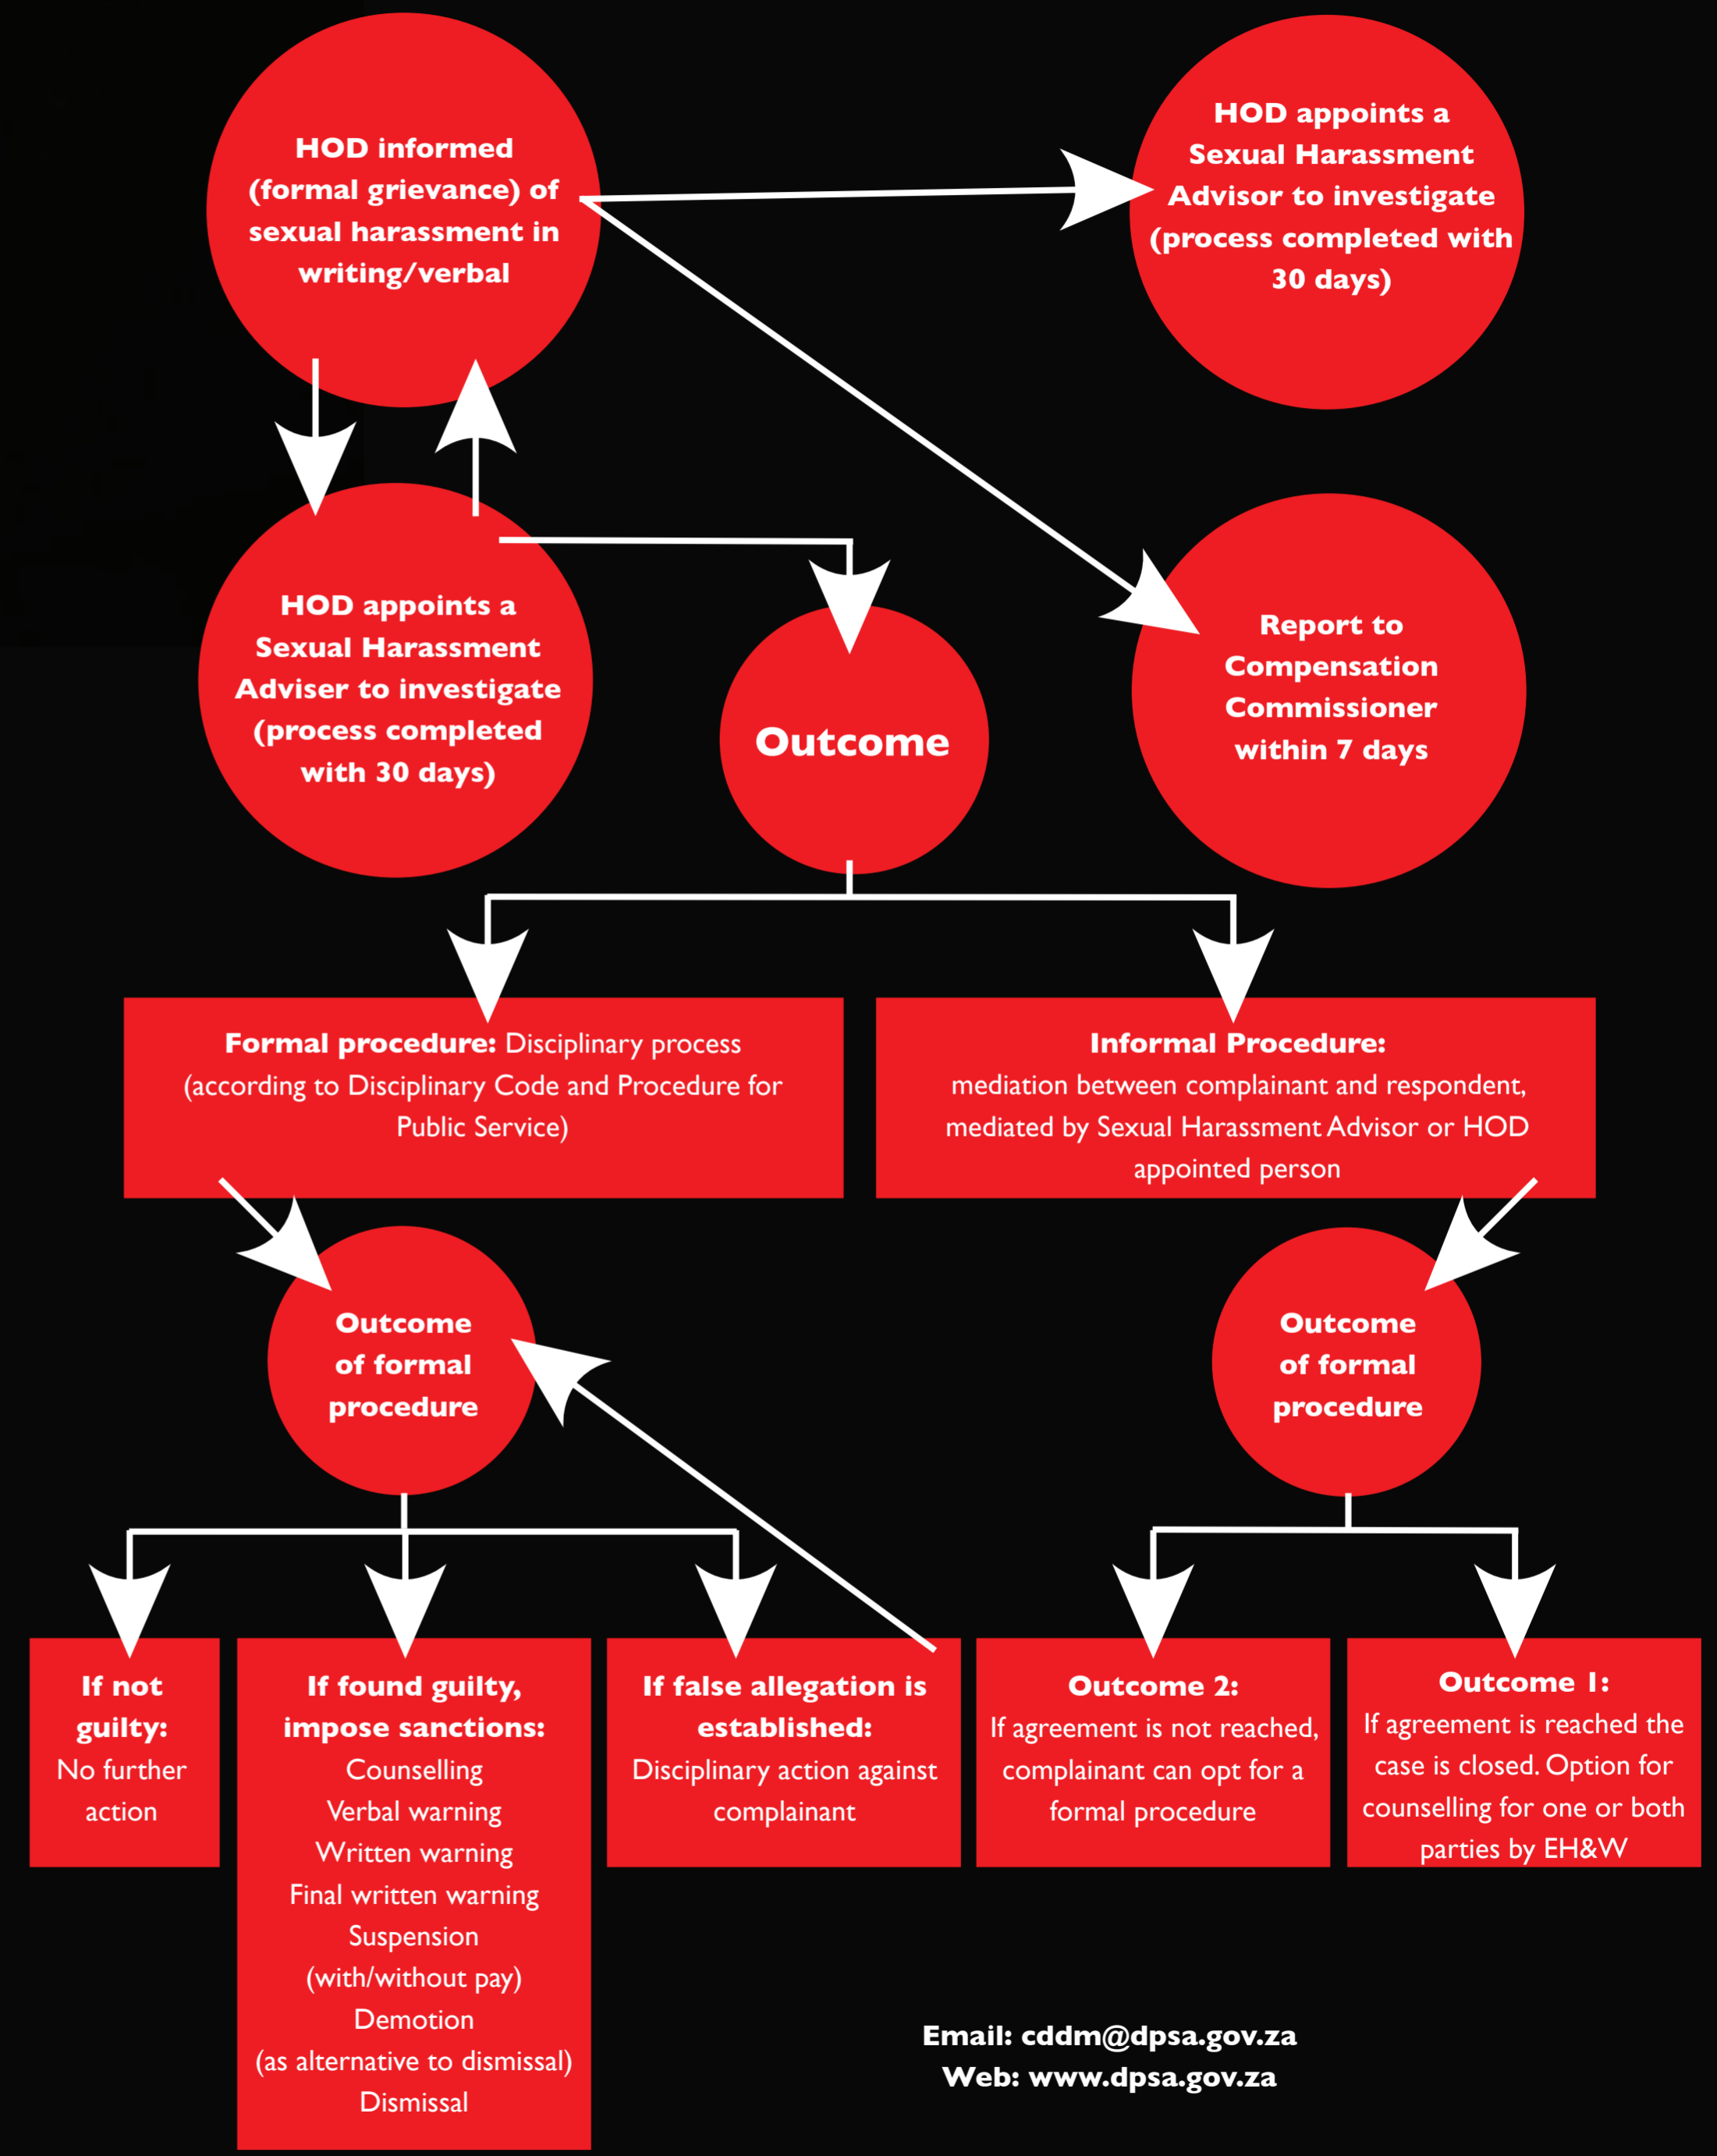 HOD informed
(formal grievance) of
sexual harassment in
writing/verbal
HOD appoints a
Sexual Harassment
Advisor to investigate
(process completed with
30 days)
HOD appoints a
Sexual Harassment
Adviser to investigate
(process completed
with 30 days)
Outcome
Report to
Compensation
Commissioner
within 7 days
Formal procedure: Disciplinary process
(according to Disciplinary Code and Procedure for
Public Service)
Informal Procedure:
mediation between complainant and respondent,
mediated by Sexual Harassment Advisor or HOD
appointed person
Outcome
of formal
procedure
Outcome
of formal
procedure
If not
guilty:
No further
action
If found guilty,
impose sanctions:
Counselling
Verbal warning
Written warning
Final written warning
Suspension
(with/without pay)
Demotion
(as alternative to dismissal)
Dismissal
If false allegation is
established:
Disciplinary action against
complainant
Outcome 2:
If agreement is not reached,
complainant can opt for a
formal procedure
Outcome 1:
If agreement is reached the
case is closed. Option for
counselling for one or both
parties by EH&W
Email: cddm@dpsa.gov.za
Web: www.dpsa.gov.za